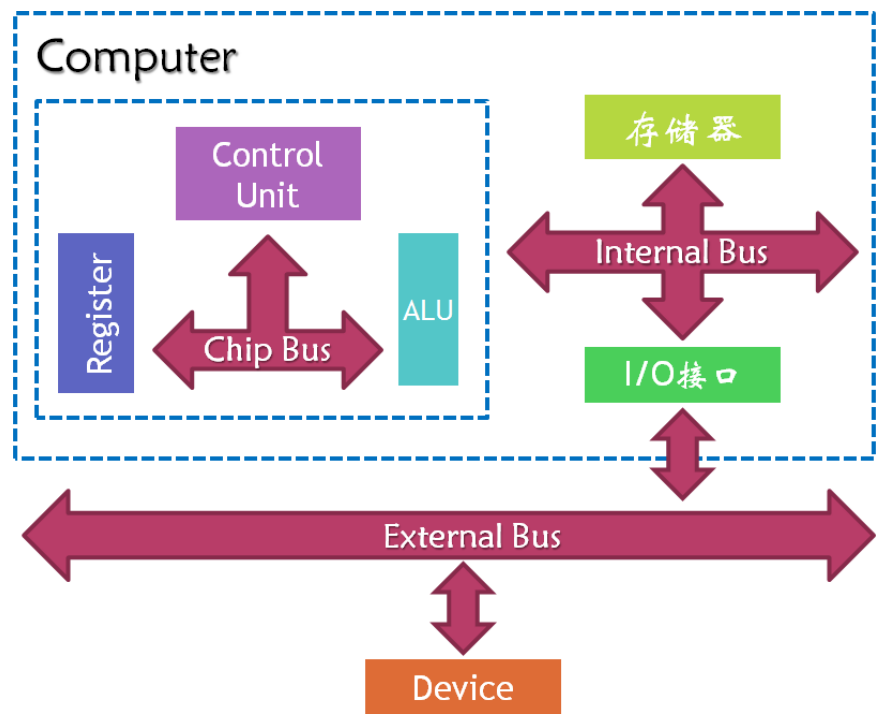 Computer
存储器
Control
Unit
Internal Bus
Register
ALU
Chip Bus
I/O接口
External Bus
Device